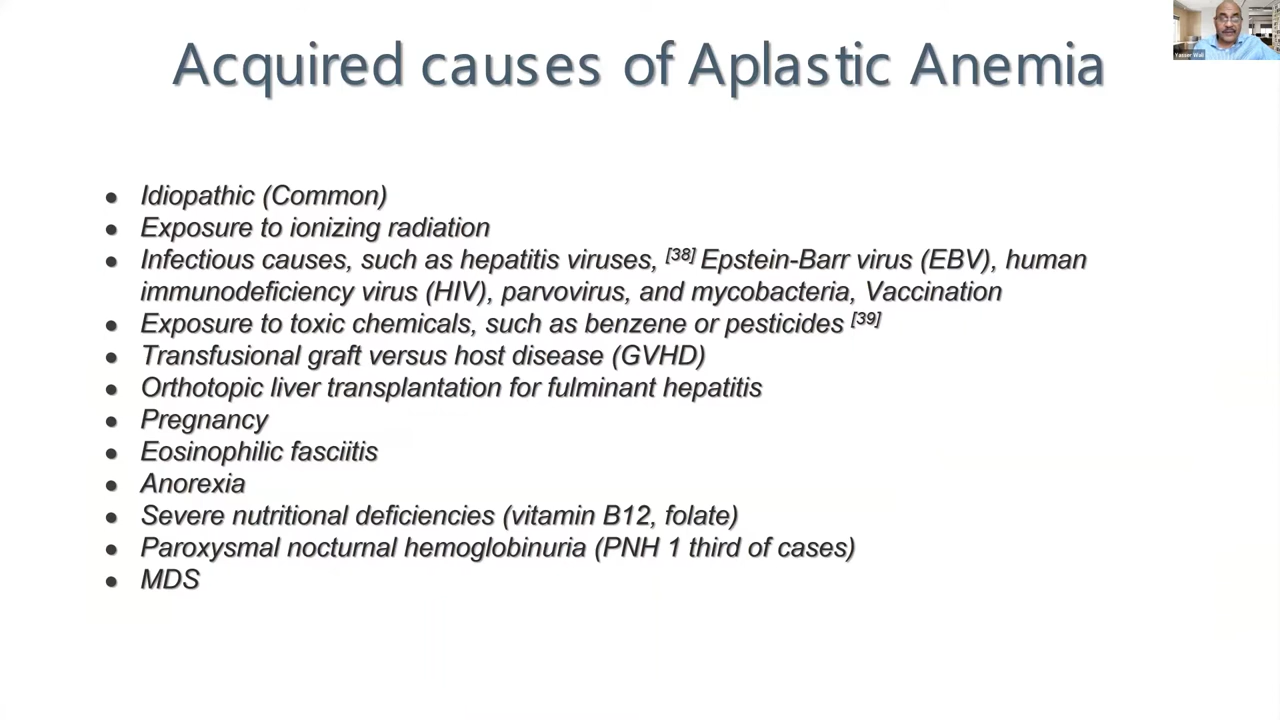 Acquired causes of Aplastic Anemia
Yasser Wali
● Idiopathic (Common)
● Exposure to ionizing radiation
● Infectious causes, such as hepatitis viruses, [38] Epstein-Barr virus (EBV), human
immunodeficiency virus (HIV), parvovirus, and mycobacteria, Vaccination
● Exposure to toxic chemicals, such as benzene or pesticides [39]
● Transfusional graft versus host disease (GVHD)
● Orthotopic liver transplantation for fulminant hepatitis
● Pregnancy
● Eosinophilic fasciitis
● Anorexia
● Severe nutritional deficiencies (vitamin B12, folate)
● Paroxysmal nocturnal hemoglobinuria (PNH 1 third of cases)
● MDS